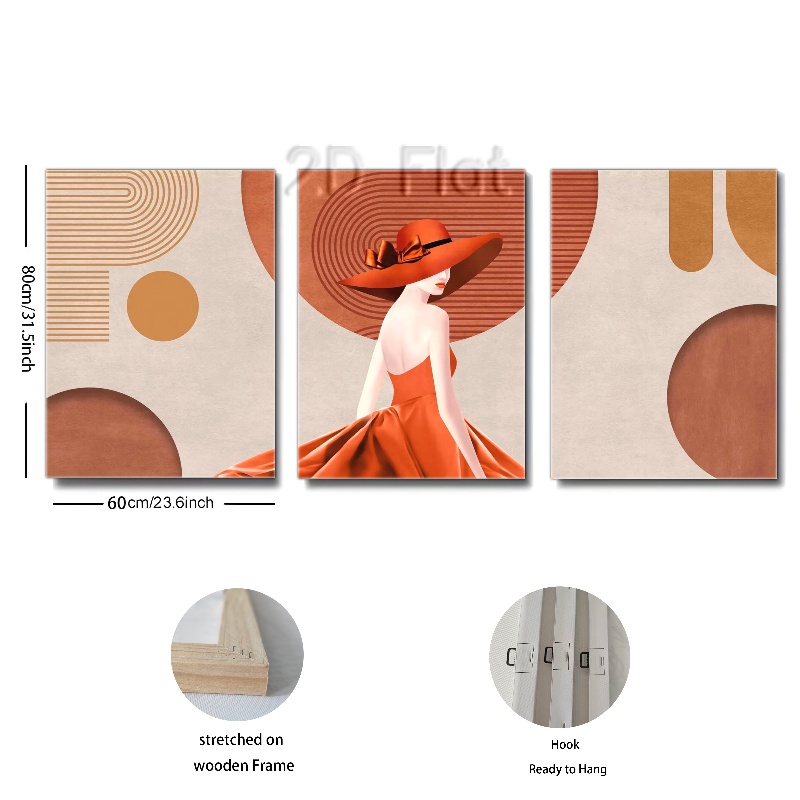 2D Flat
80cm/31.5inch
60cm/23.6inch
stretched on
wooden Frame
Hook
Ready to Hang